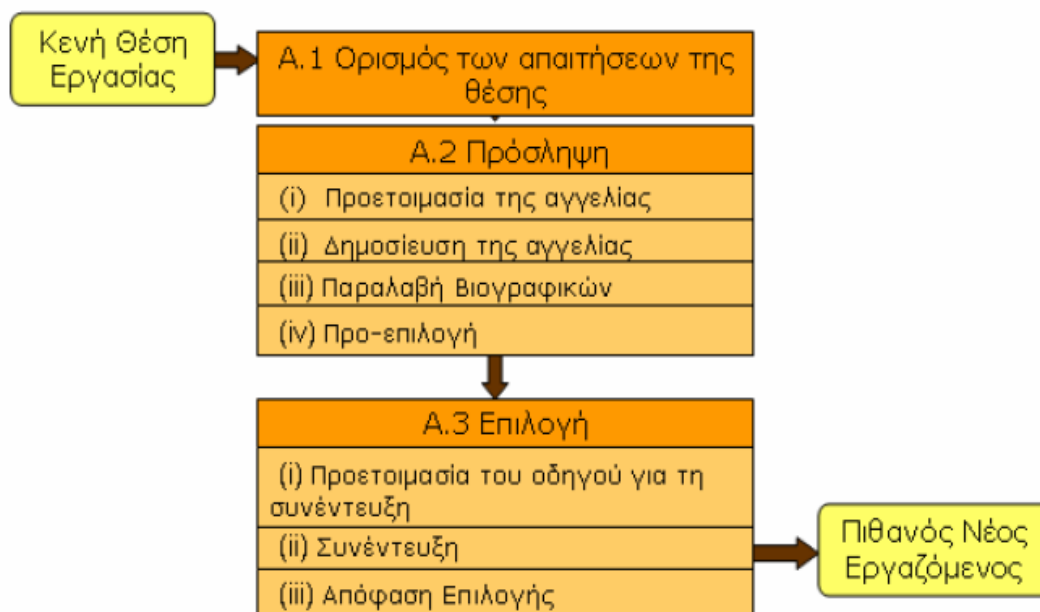 Κενή Θέση
Εργασίας
Α.1 Ορισμός των απαιτήσεων της
θέσης
Α.2 Πρόσληψη
(i) Προετοιμασία της αγγελίας
(ii) Δημοσίευση της αγγελίας
(iii) Παραλαβή Βιογραφικών
(iv) Προ-επιλογή
Α.3 Επιλογή
(i) Προετοιμασία του οδηγού για τη
συνέντευξη
(ii) Συνέντευξη
(iii) Απόφαση Επιλογής
Πιθανός Νέος
Εργαζόμενος